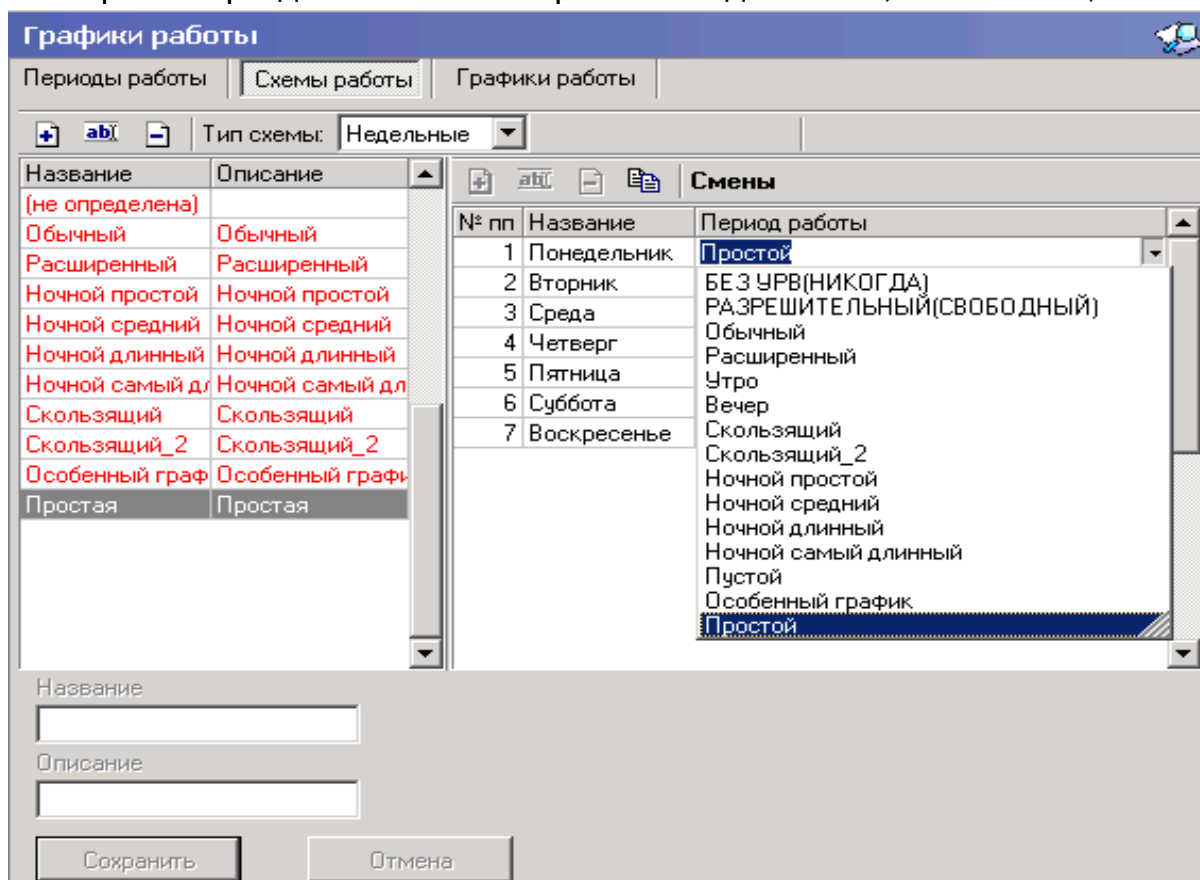 Графики работы
Периоды работы Схемы работы Графики работы
Тип схемы: Недельные
Название Описание
(не определена)
Обычный Обычный
Расширенный Расширенный
Ночной простой Ночной простой
Ночной средний Ночной средний
Ночной длинный Ночной длинный
Ночной самый дл Ночной самый дл
Скользящий Скользящий
Скользящий_2 Скользящий_2
Особенный граф Особенный графи
Простая Простая
Смены
№ пп Название Период работы
1 Понедельник Простой
2 Вторник
3 Среда
4 Четверг
5 Пятница
6 Суббота
7 Воскресенье
БЕЗ УРВ(НИКОГДА)
РАЗРЕШИТЕЛЬНЫЙ(СВОБОДНЫЙ)
Обычный
Расширенный
Утро
Вечер
Скользящий
Скользящий_2
Ночной простой
Ночной средний
Ночной длинный
Ночной самый длинный
Пустой
Особенный график
Простой
Название
Описание
Сохранить Отмена